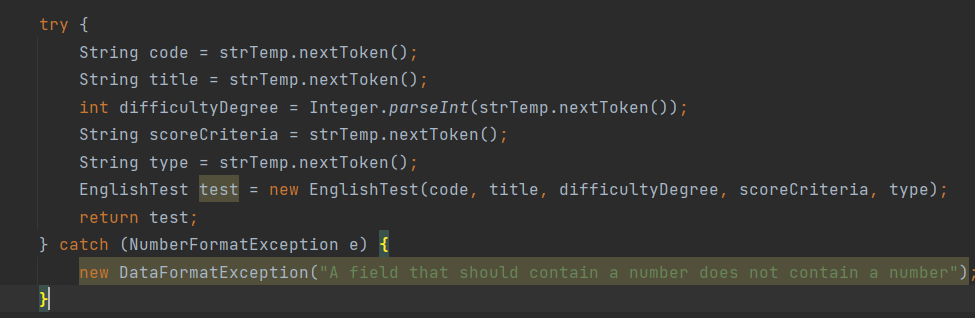 try {
String code = strTemp.nextToken();
String title = strTemp.nextToken();
int difficultyDegree = Integer.parseInt(strTemp.nextToken());
String scoreCriteria = strTemp.nextToken();
String type = strTemp.nextToken();
EnglishTest test = new EnglishTest(code, title, difficultyDegree, scoreCriteria, type);
return test;
} catch (NumberFormatException e) {
new DataFormatException("A field that should contain a number does not contain a number");
}